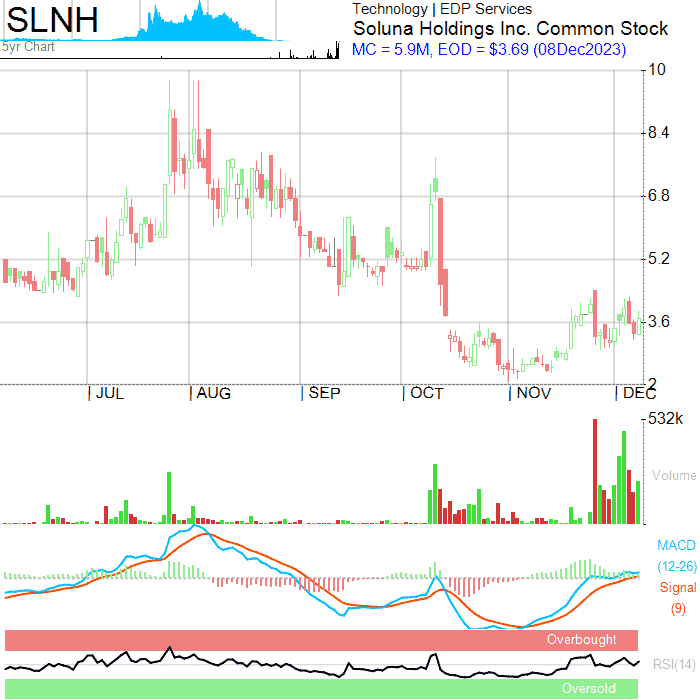 SLNH
5yr Chart
Technology | EDP Services
Soluna Holdings Inc. Common Stock
MC = 5.9M, EOD = $3.69 (08Dec2023)
10
8.4
6.8
5.2
3.6
2
JUL AUG SEP OCT NOV DEC
532k
Volume
MACD
(12-26)
Signal
(9)
Overbought
RSI(14)
Oversold